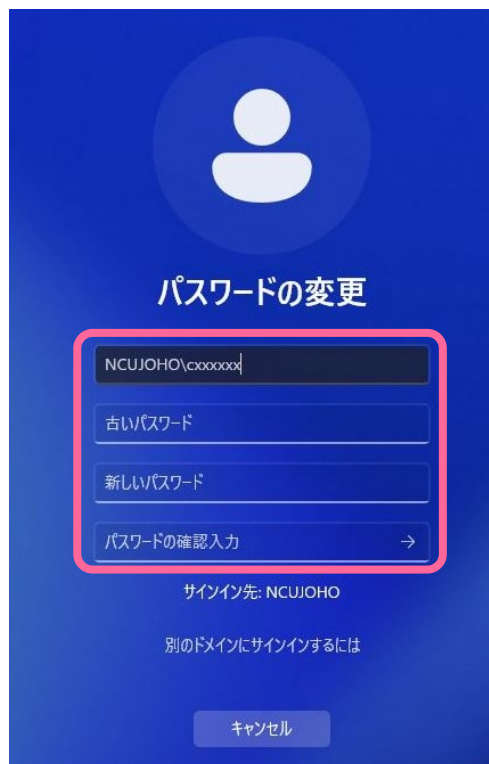 パスワードの変更
NCUJOHO\cxxxxxx
古いパスワード
新しいパスワード
パスワードの確認入力
サインイン先: NCUJOHO
別のドメインにサインインするには
キャンセル